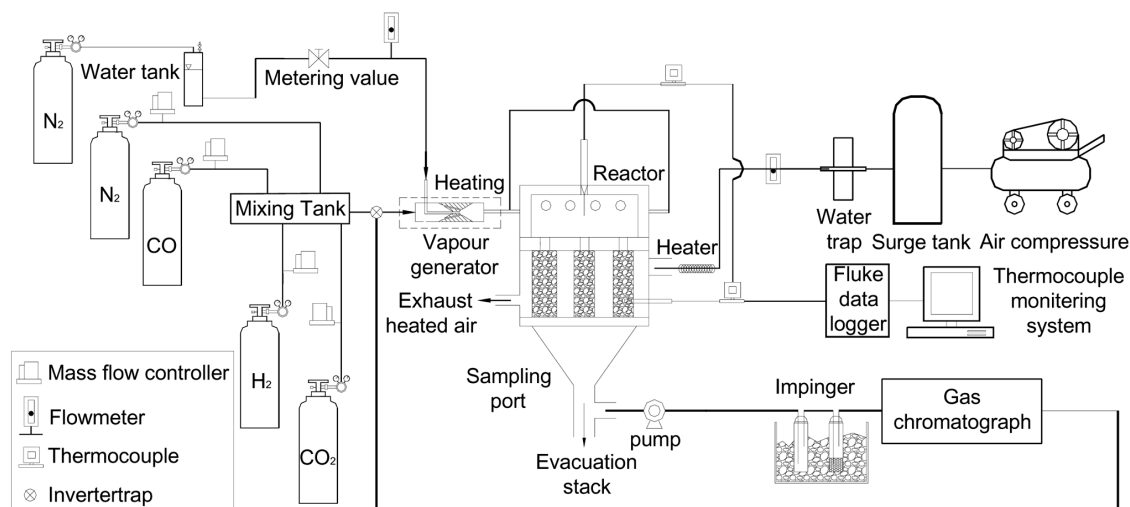 N2
Water tank
Metering value
N2
CO
Mixing Tank
Heating
Vapour
generator
Reactor
Heater
Exhaust
heated air
Water
trap
Surge tank
Air compressure
Fluke
data
logger
Thermocouple
monitering
system
H2
CO2
Sampling
port
pump
Evacuation
stack
Impinger
Gas
chromatograph
Mass flow controller
Flowmeter
Thermocouple
Invertertrap